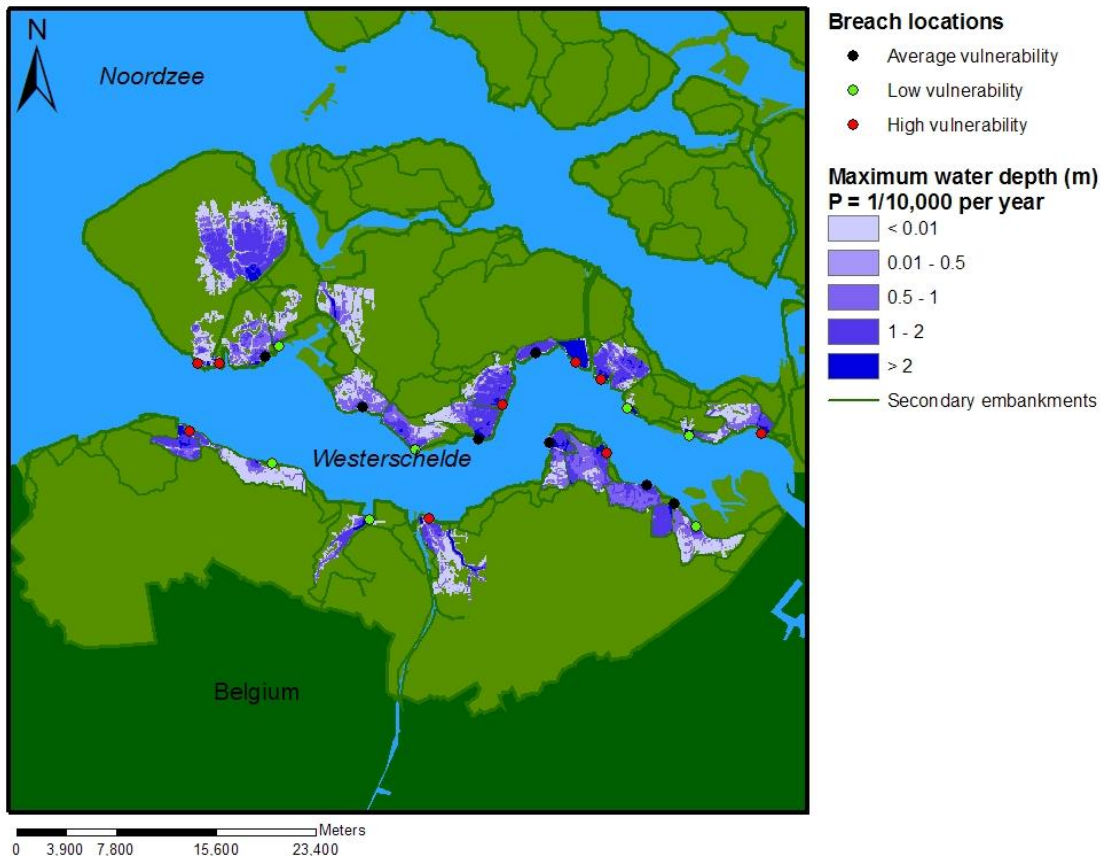 N
Noordzee
Westerschelde
Belgium
Meters
0 3,900 7,800 15,600 23,400
Breach locations
Average vulnerability
Low vulnerability
High vulnerability
Maximum water depth (m)
P = 1/10,000 per year
< 0.01
0.01 - 0.5
0.5 - 1
1 - 2
> 2
Secondary embankments